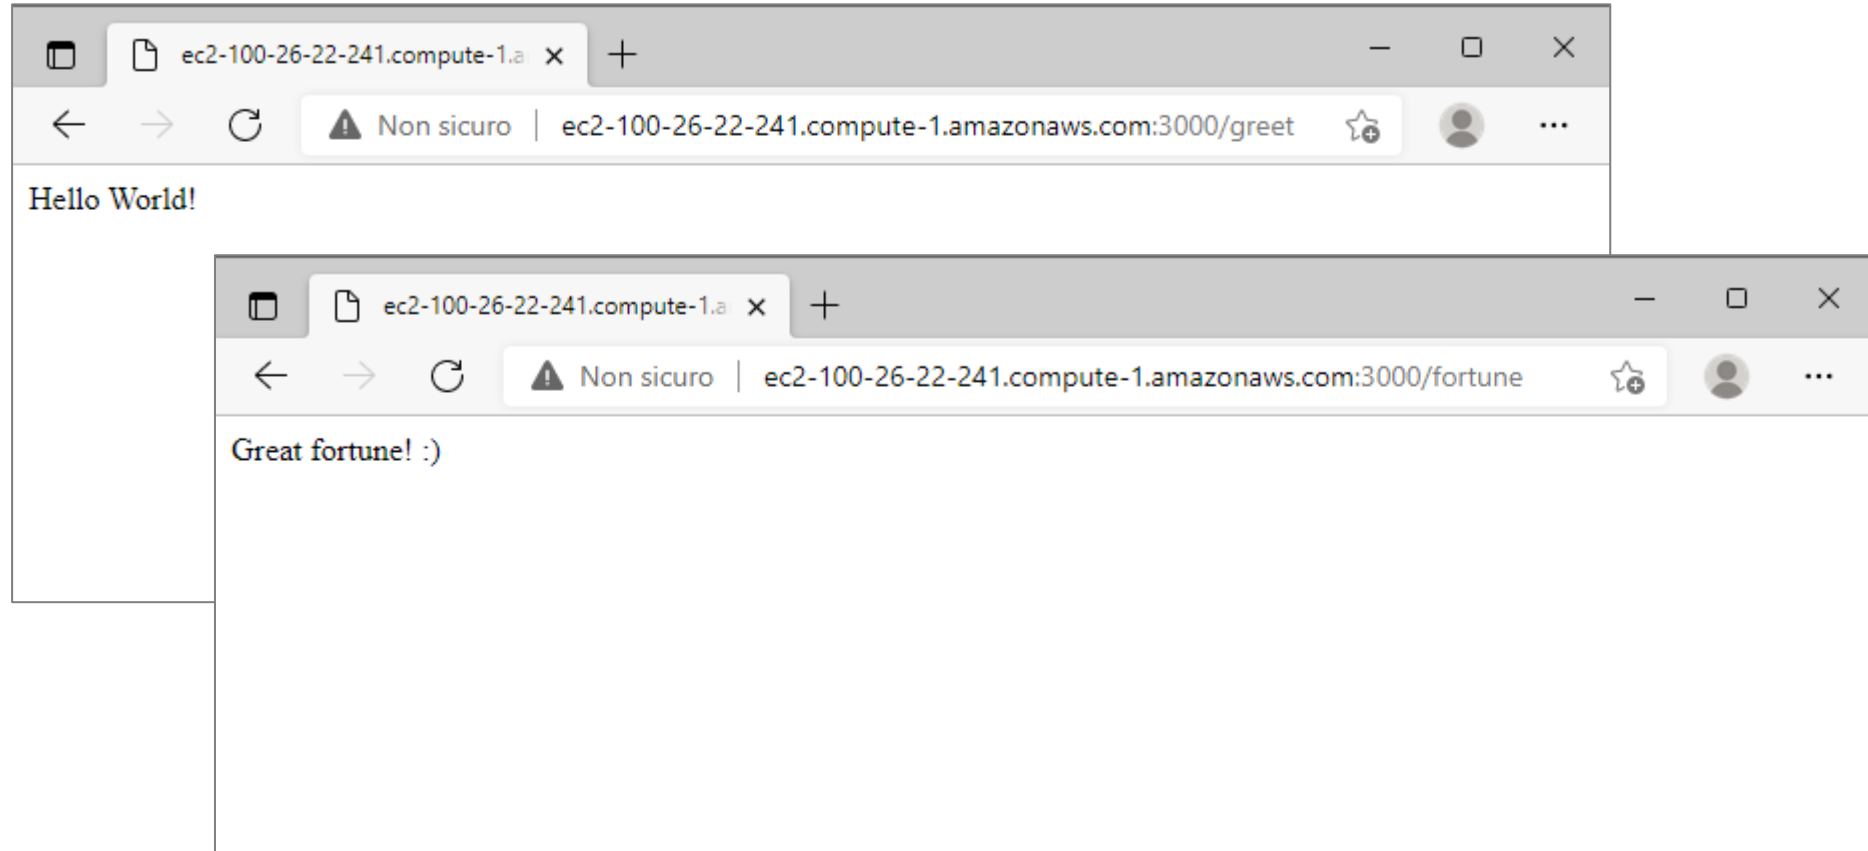 ec2-100-26-22-241.compute-1.a
Non sicuro ec2-100-26-22-241.compute-1.amazonaws.com:3000/greet
Hello World!
ec2-100-26-22-241.compute-1.a
Non sicuro ec2-100-26-22-241.compute-1.amazonaws.com:3000/fortune
Great fortune! :)